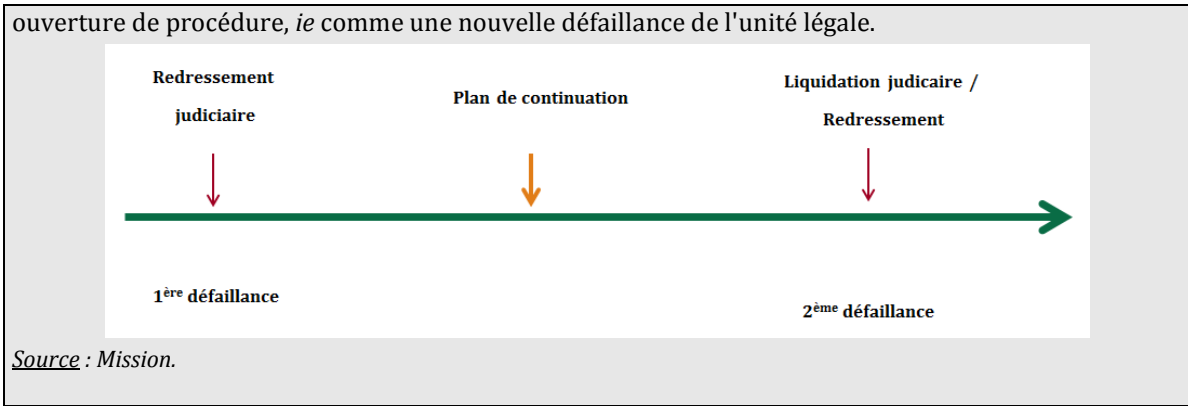 ouverture de procédure, ie comme une nouvelle défaillance de l'unité légale.
Redressement
judiciaire
Plan de continuation
Liquidation judicaire /
Redressement
1ère défaillance
2ème défaillance
Source : Mission.